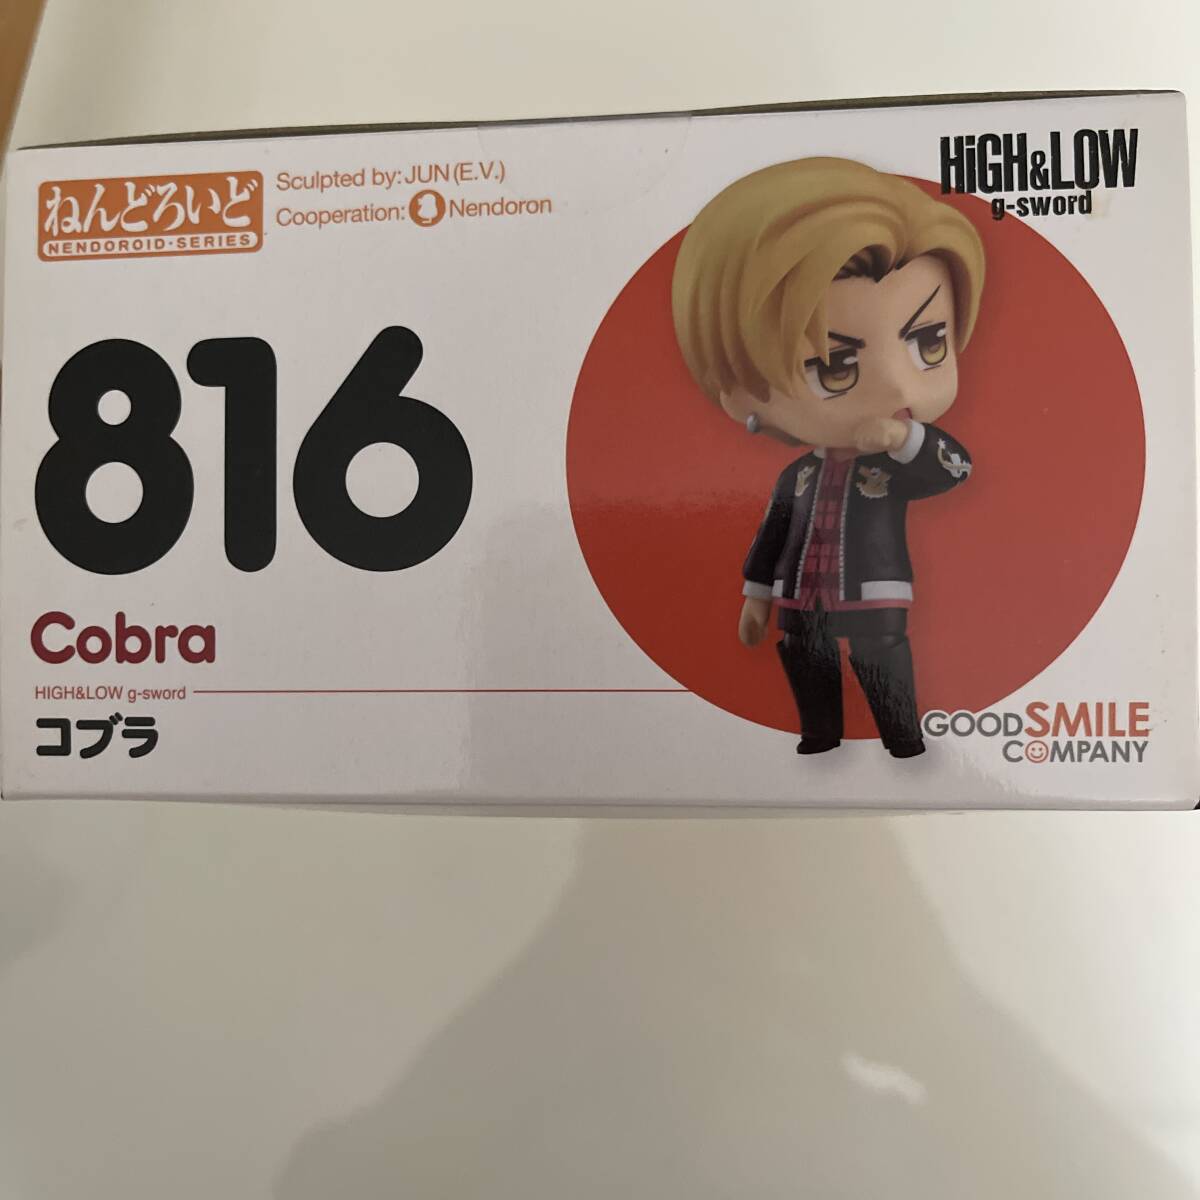 ねんどろいど
NENDOROID·SERIES
Sculpted by: JUN (E.V.)
Cooperation: Nendoron
HiGH&LOW
g-sword
816
Cobra
HIGH&LOW g-sword
コブラ
GOOD SMILE
COMPANY